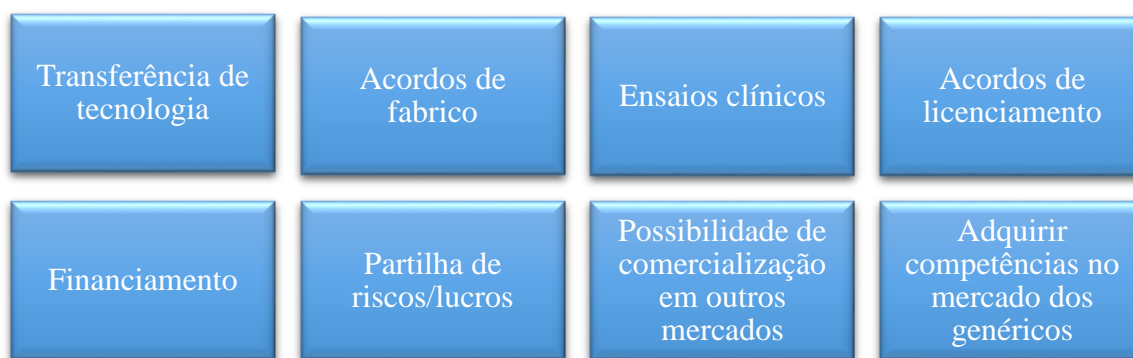 Transferência de
tecnologia
Acordos de
fabrico
Ensaios clínicos
Acordos de
licenciamento
Financiamento
Partilha de
riscos/lucros
Possibilidade de
comercialização
em outros
mercados
Adquirir
competências no
mercado dos
genéricos